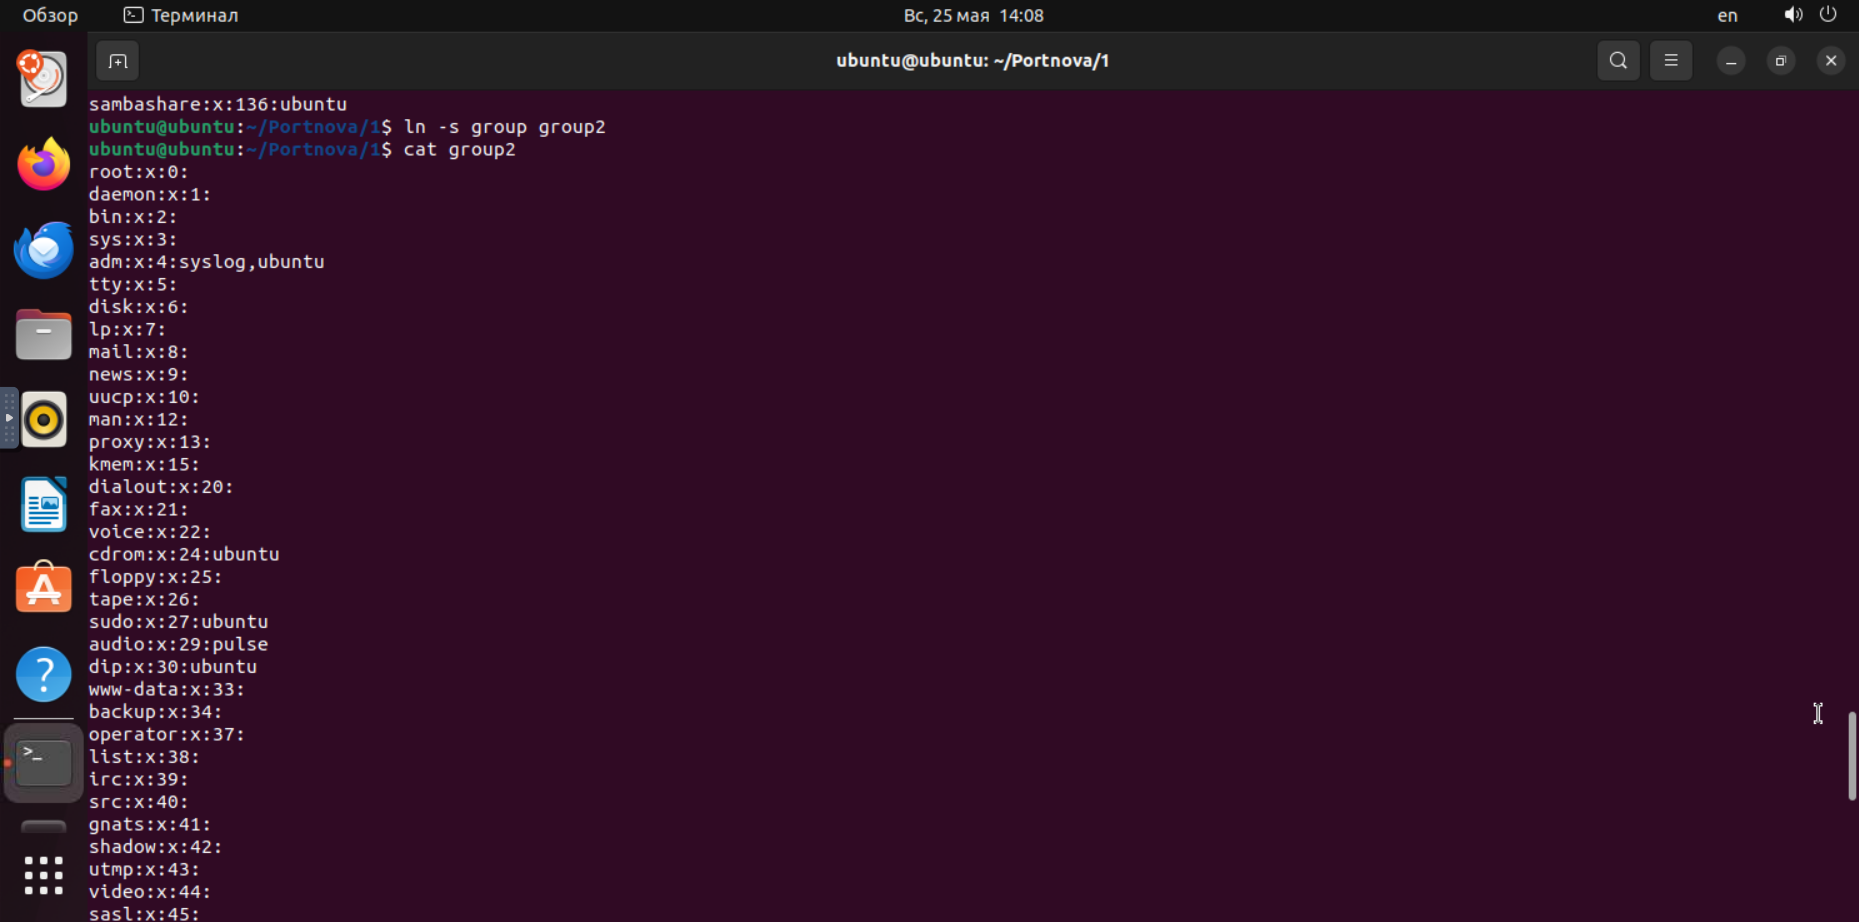 Обзор Терминал Вс, 25 мая 14:08 en
ubuntu@ubuntu: ~/Portnova/1
sambashare:x:136:ubuntu
ubuntu@ubuntu:~/Portnova/1$ ln -s group group2
ubuntu@ubuntu:~/Portnova/1$ cat group2
root:x:0:
daemon:x:1:
bin:x:2:
sys:x:3:
adm:x:4:syslog,ubuntu
tty:x:5:
disk:x:6:
lp:x:7:
mail:x:8:
news:x:9:
uucp:x:10:
man:x:12:
proxy:x:13:
kmem:x:15:
dialout:x:20:
fax:x:21:
voice:x:22:
cdrom:x:24:ubuntu
floppy:x:25:
tape:x:26:
sudo:x:27:ubuntu
audio:x:29:pulse
dip:x:30:ubuntu
www-data:x:33:
backup:x:34:
operator:x:37:
list:x:38:
irc:x:39:
src:x:40:
gnats:x:41:
shadow:x:42:
utmp:x:43:
video:x:44:
sasl:x:45: